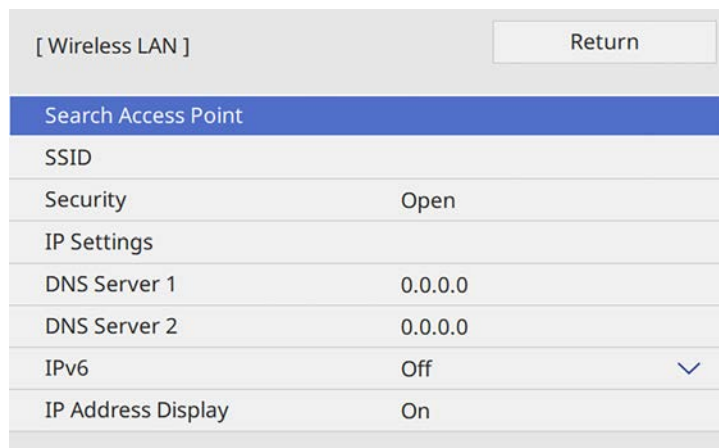 [ Wireless LAN ]
Return
Search Access Point
SSID
Security Open
IP Settings
DNS Server 1 0.0.0.0
DNS Server 2 0.0.0.0
IPv6 Off
IP Address Display On